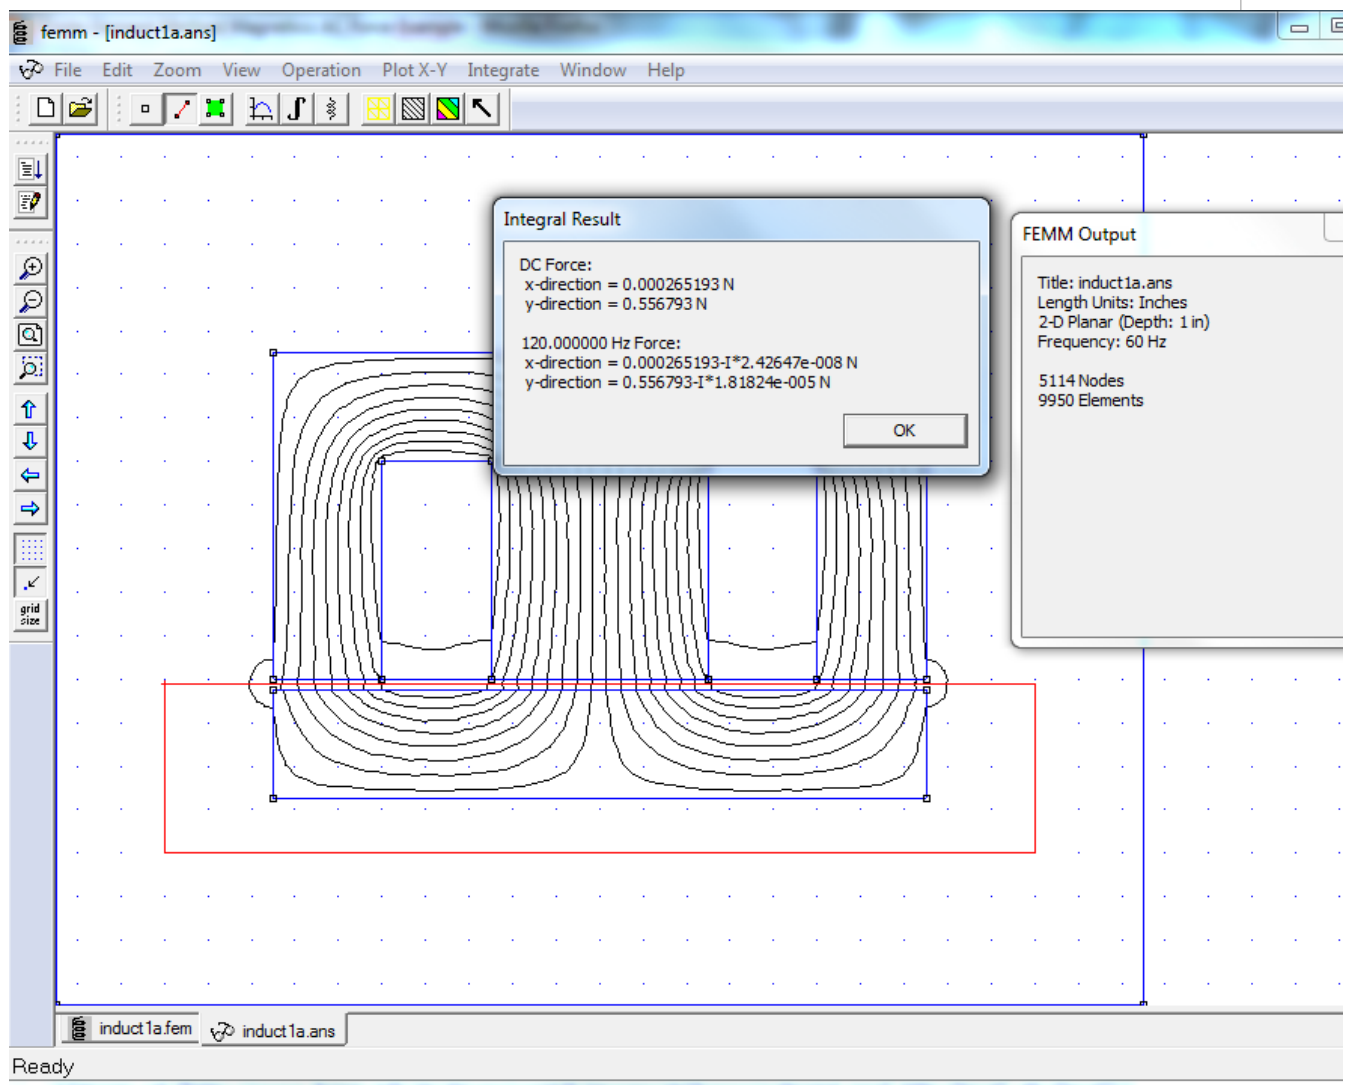 femm - [induct1a.ans]
File Edit Zoom View Operation Plot X-Y Integrate Window Help
Integral Result
DC Force:
x-direction = 0.000265193 N
y-direction = 0.556793 N
120.000000 Hz Force:
x-direction = 0.000265193-I*2.42647e-008 N
y-direction = 0.556793-I*1.81824e-005 N
OK
FEMM Output
Title: induct1a.ans
Length Units: Inches
2-D Planar (Depth: 1 in)
Frequency: 60 Hz
5114 Nodes
9950 Elements
grid
size
induct1a.fem
induct1a.ans
Ready